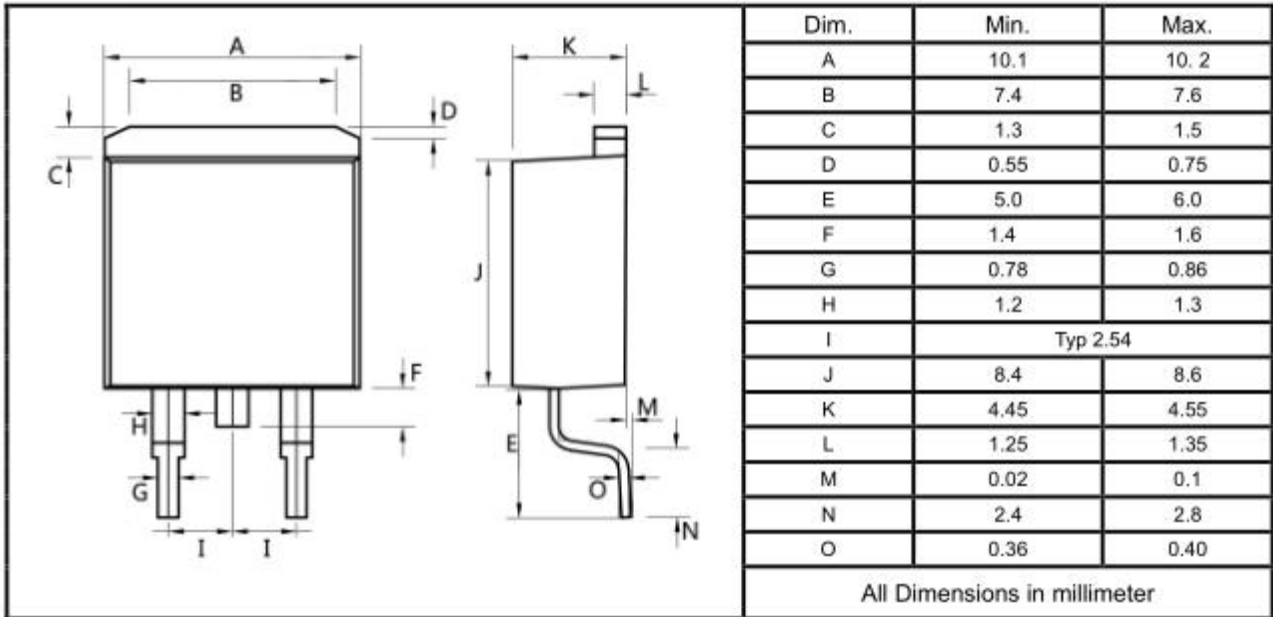 A
B
C
D
K
L
J
F
H
G
I I
E
M
O
N
Dim. Min. Max.
A 10.1 10. 2
B 7.4 7.6
C 1.3 1.5
D 0.55 0.75
E 5.0 6.0
F 1.4 1.6
G 0.78 0.86
H 1.2 1.3
I Typ 2.54
J 8.4 8.6
K 4.45 4.55
L 1.25 1.35
M 0.02 0.1
N 2.4 2.8
O 0.36 0.40
All Dimensions in millimeter